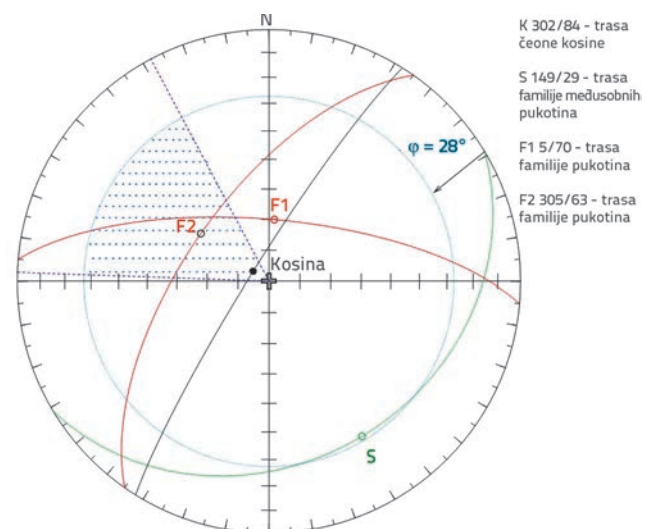 N
K 302/84 - trasa
čeone kosine
S 149/29 - trasa
familije međusobnih
pukotina
φ = 28°
F1 5/70 - trasa
familije pukotina
F1
F2 305/63 - trasa
familije pukotina
F2
Kosina
S